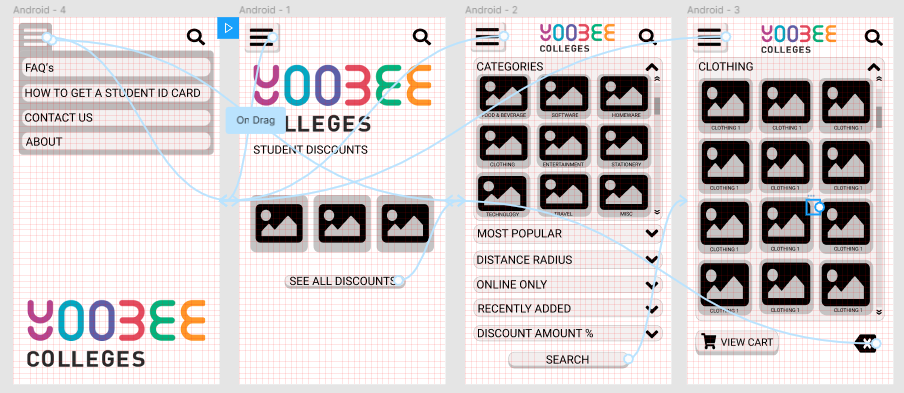 Android - 4
FAQ's
HOW TO GET A STUDENT ID CARD
CONTACT US
ABOUT
YOOBEE
COLLEGES
Android - 1
YOOBEE
On Drag
LLEGES
STUDENT DISCOUNTS
SEE ALL DISCOUNTS
Android - 2
YOOBEE
COLLEGES
CATEGORIES
OOD & BEVERAGE SOFTWARE HOMEWARE
CLOTHING ENTERTAINMENT STATIONERY
TECHNOLOGY TRAVEL MISC
MOST POPULAR
DISTANCE RADIUS
ONLINE ONLY
RECENTLY ADDED
DISCOUNT AMOUNT %
SEARCH
Android - 3
YOOBEE
COLLEGES
CLOTHING
CLOTHING 1 CLOTHING 1 CLOTHING 1
CLOTHING 1 CLOTHING 1 CLOTHING 1
CLOTHING 1 CLOTHING 1 CLOTHING 1
CLOTHING 1 CLOTHING 1 CLOTHING 1
VIEW CART